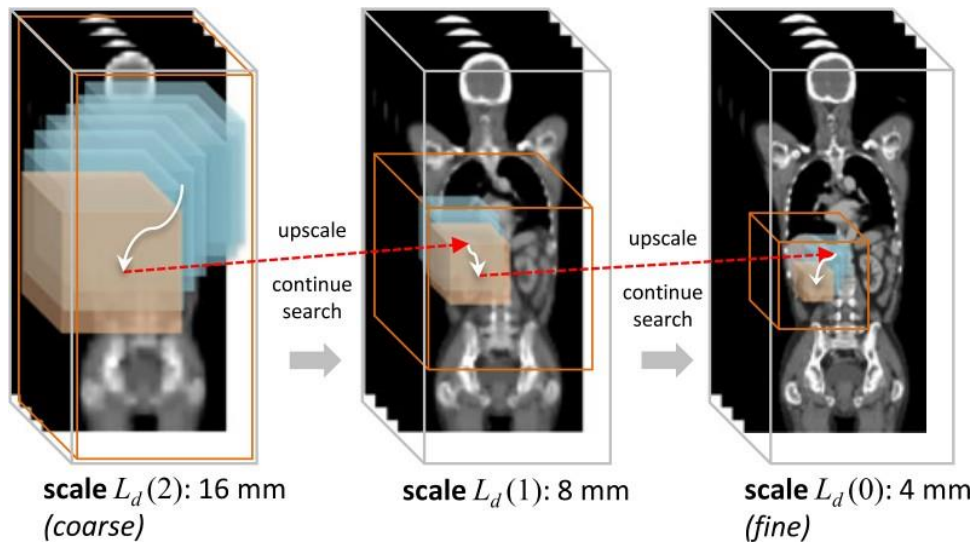 upscale
continue
search
upscale
continue
search
scale L_d(2): 16 mm
(coarse)
scale L_d(1): 8 mm
scale L_d(0): 4 mm
(fine)